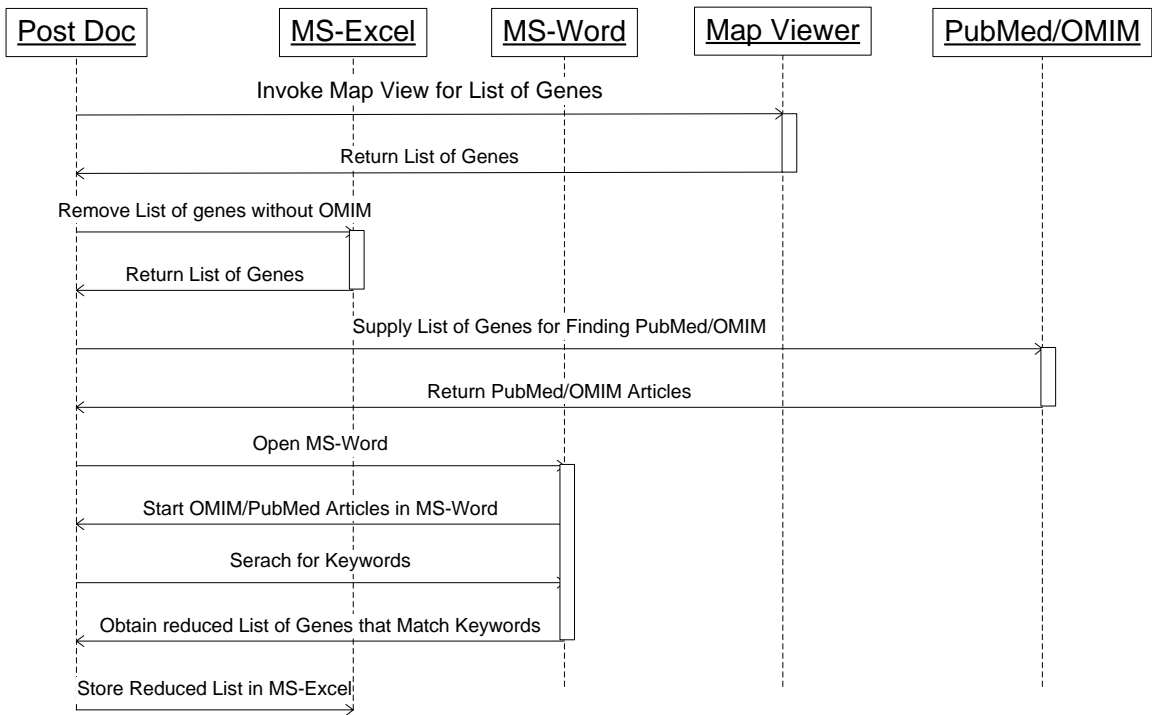 Post Doc
MS-Excel
MS-Word
Map Viewer
PubMed/OMIM
Invoke Map View for List of Genes
Return List of Genes
Remove List of genes without OMIM
Return List of Genes
Supply List of Genes for Finding PubMed/OMIM
Return PubMed/OMIM Articles
Open MS-Word
Start OMIM/PubMed Articles in MS-Word
Serach for Keywords
Obtain reduced List of Genes that Match Keywords
Store Reduced List in MS-Excel